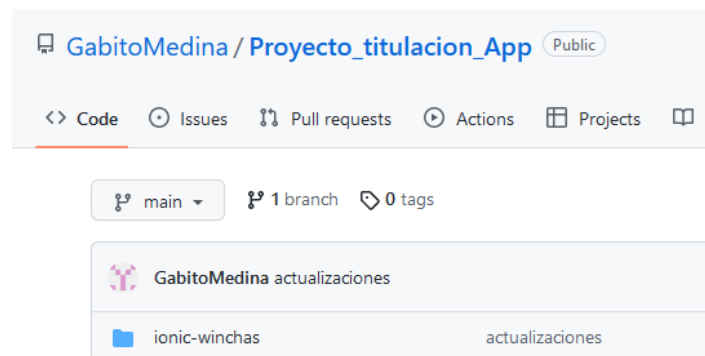 GabitoMedina / Proyecto_titulacion_App Public
Code Issues Pull requests Actions Projects
main 1 branch 0 tags
GabitoMedina actualizaciones
ionic-winchas actualizaciones